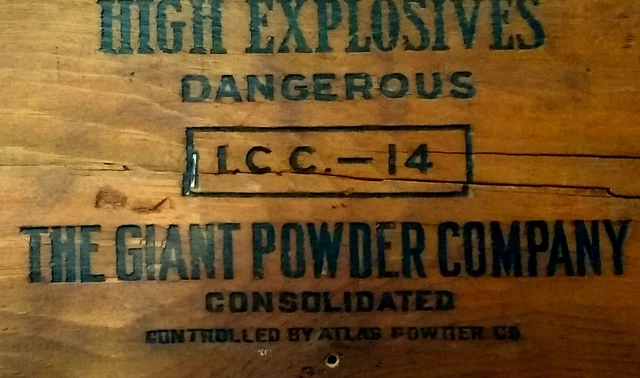 HIGH EXPLOSIVES
DANGEROUS
I.C.C.—14
THE GIANT POWDER COMPANY
CONSOLIDATED
CONTROLLED BY ATLAS POWDER CO